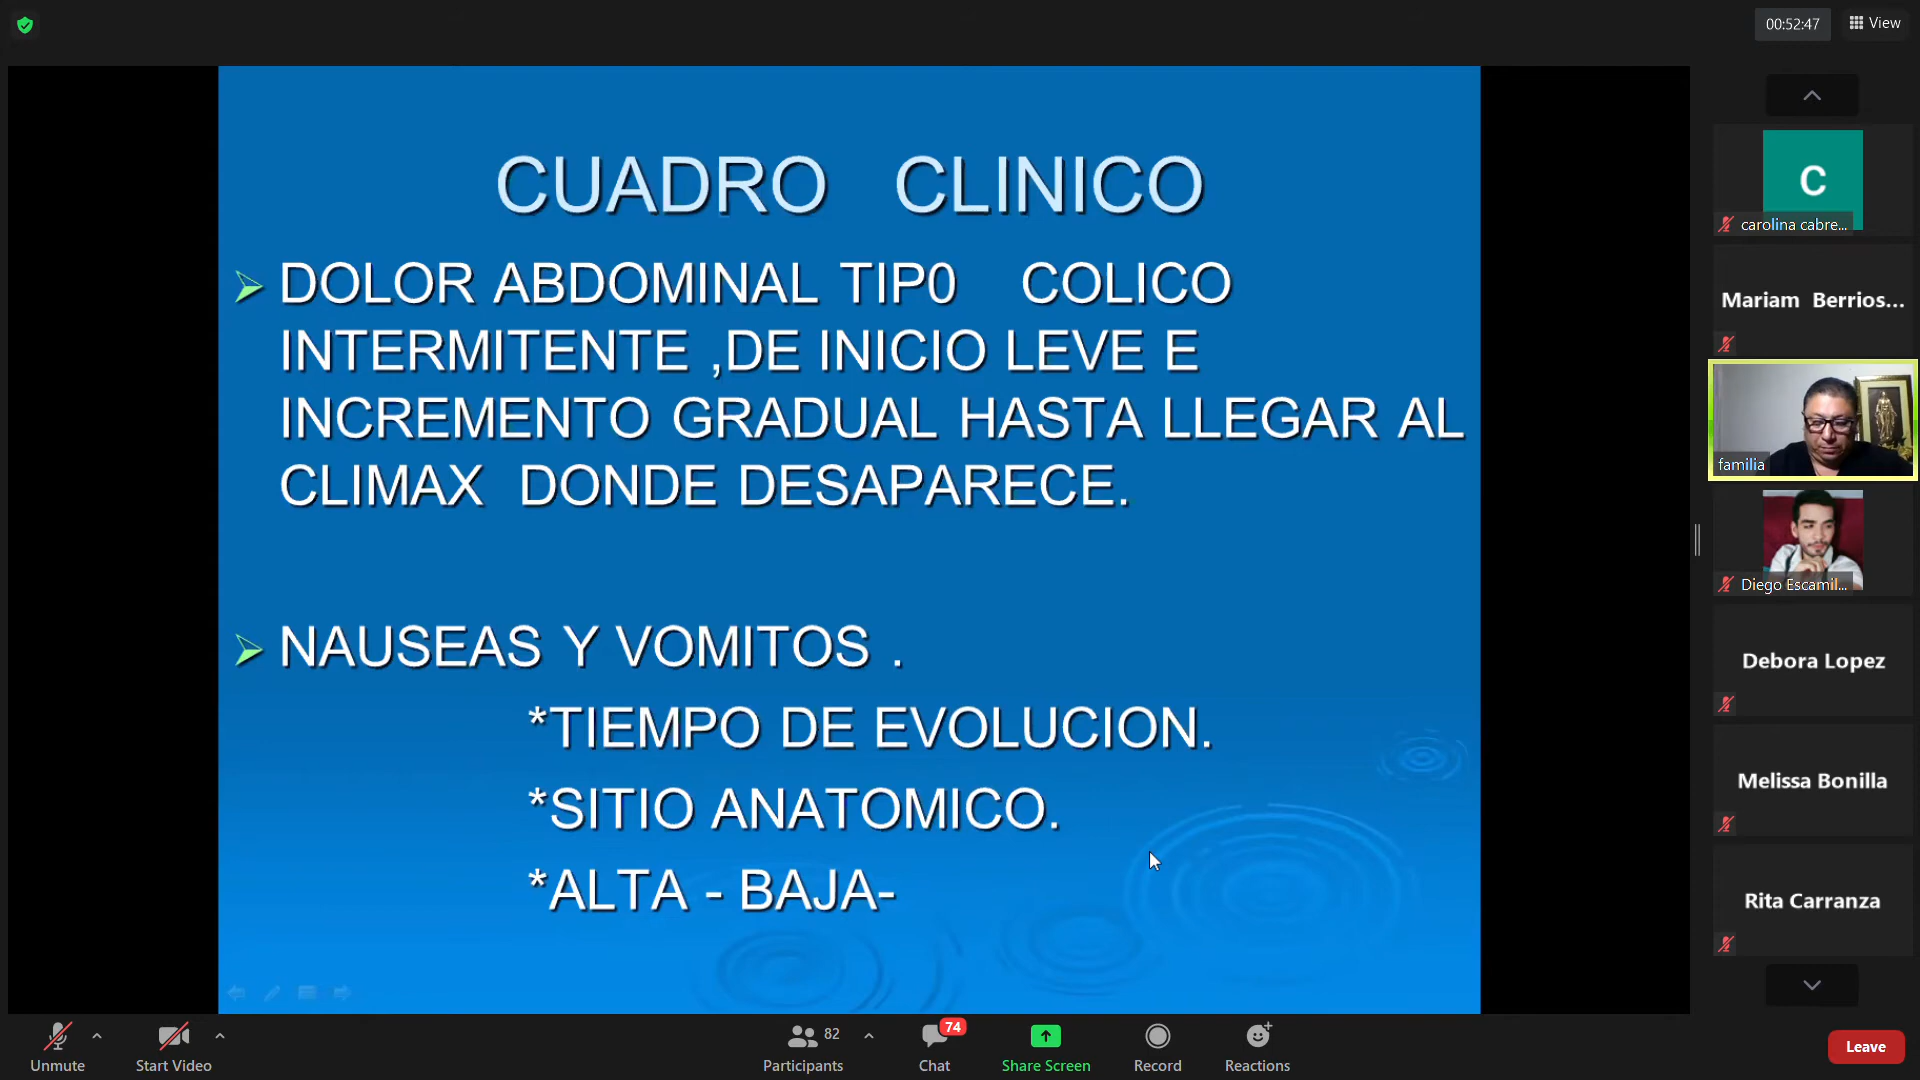 00:52:47
View
CUADRO CLINICO
DOLOR ABDOMINAL TIP0 COLICO
INTERMITENTE ,DE INICIO LEVE E
INCREMENTO GRADUAL HASTA LLEGAR AL
CLIMAX DONDE DESAPARECE.
NAUSEAS Y VOMITOS .
*TIEMPO DE EVOLUCION.
*SITIO ANATOMICO.
*ALTA - BAJA-
C
carolina cabre...
Mariam Berrios...
familia
Diego Escamil...
Debora Lopez
Melissa Bonilla
Rita Carranza
Unmute
Start Video
82
Participants
74
Chat
Share Screen
Record
Reactions
Leave